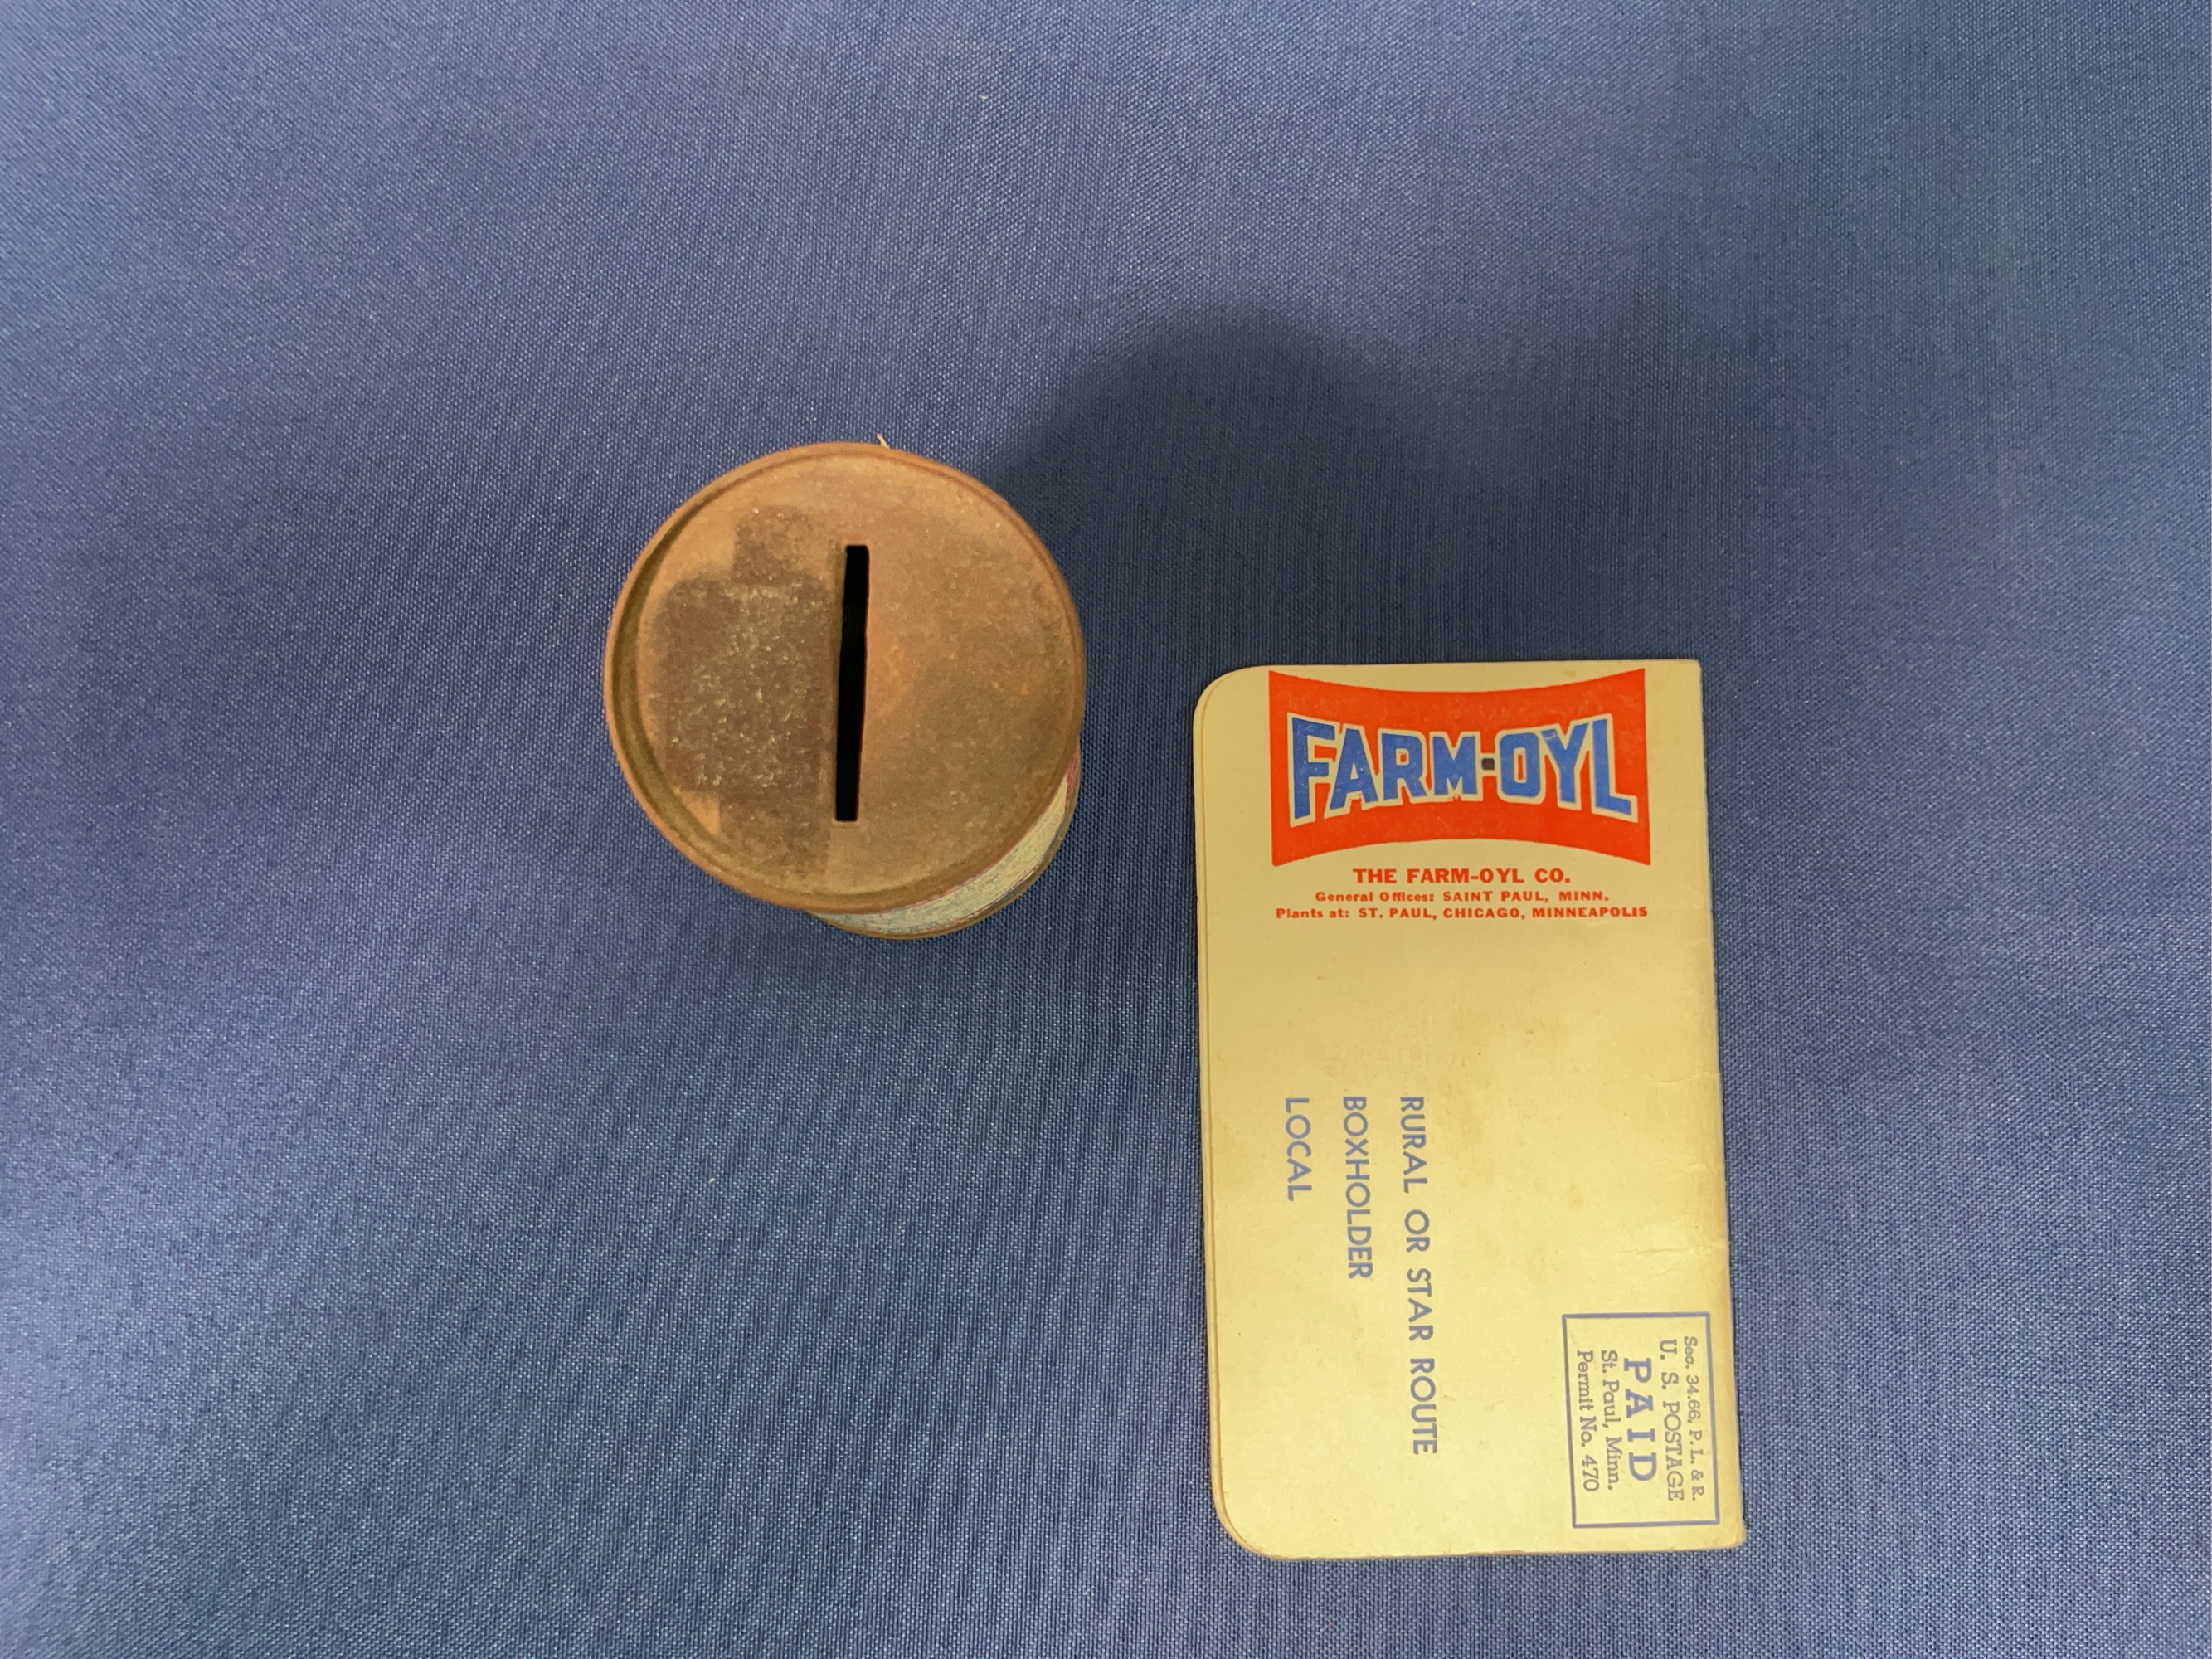 FARM-OYL
THE FARM-OYL CO.
General Offices: SAINT PAUL, MINN.
Plants at: ST. PAUL, CHICAGO, MINNEAPOLIS
Sec. 34.66, P. L. & R.
U. S. POSTAGE
PAID
St. Paul, Minn.
Permit No. 470
RURAL OR STAR ROUTE
BOXHOLDER
LOCAL